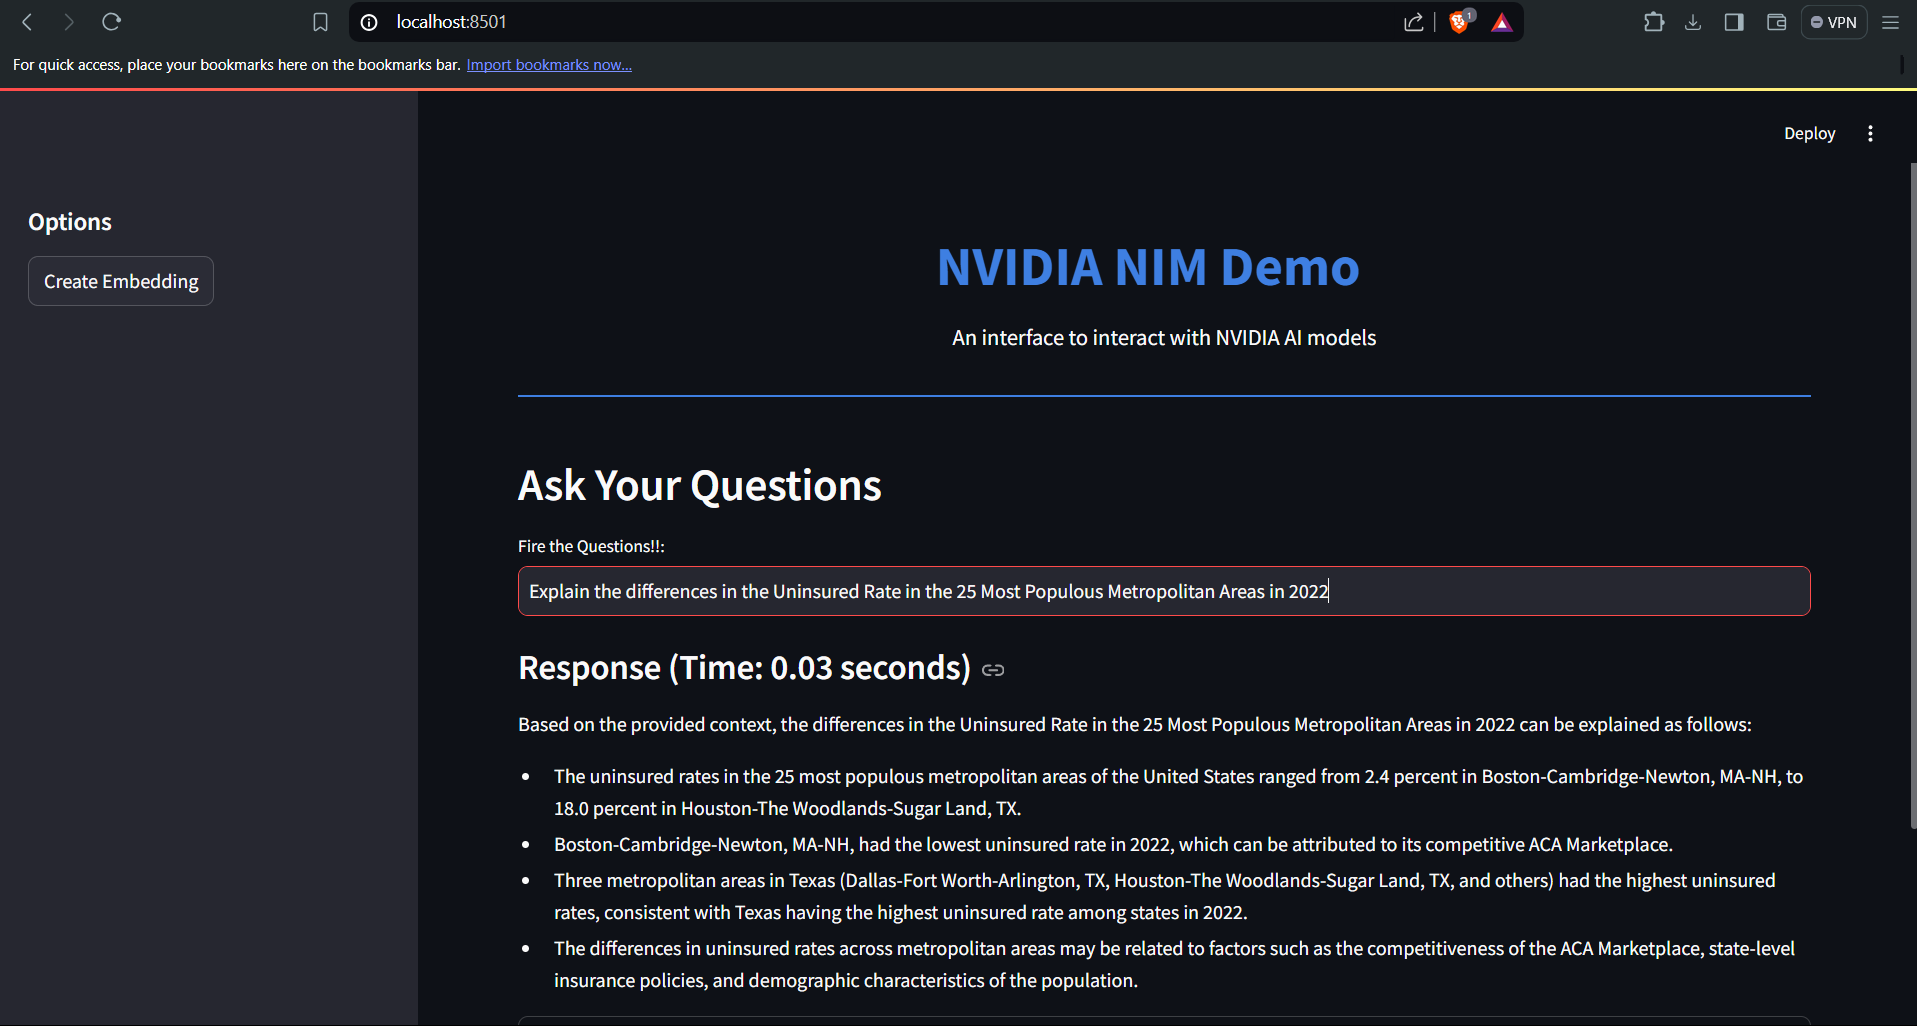 localhost:8501
1
VPN
For quick access, place your bookmarks here on the bookmarks bar. Import bookmarks now...
Deploy
Options
Create Embedding
NVIDIA NIM Demo
An interface to interact with NVIDIA AI models
Ask Your Questions
Fire the Questions!!:
Explain the differences in the Uninsured Rate in the 25 Most Populous Metropolitan Areas in 2022
Response (Time: 0.03 seconds)
Based on the provided context, the differences in the Uninsured Rate in the 25 Most Populous Metropolitan Areas in 2022 can be explained as follows:
• The uninsured rates in the 25 most populous metropolitan areas of the United States ranged from 2.4 percent in Boston-Cambridge-Newton, MA-NH, to
18.0 percent in Houston-The Woodlands-Sugar Land, TX.
• Boston-Cambridge-Newton, MA-NH, had the lowest uninsured rate in 2022, which can be attributed to its competitive ACA Marketplace.
• Three metropolitan areas in Texas (Dallas-Fort Worth-Arlington, TX, Houston-The Woodlands-Sugar Land, TX, and others) had the highest uninsured
rates, consistent with Texas having the highest uninsured rate among states in 2022.
• The differences in uninsured rates across metropolitan areas may be related to factors such as the competitiveness of the ACA Marketplace, state-level
insurance policies, and demographic characteristics of the population.